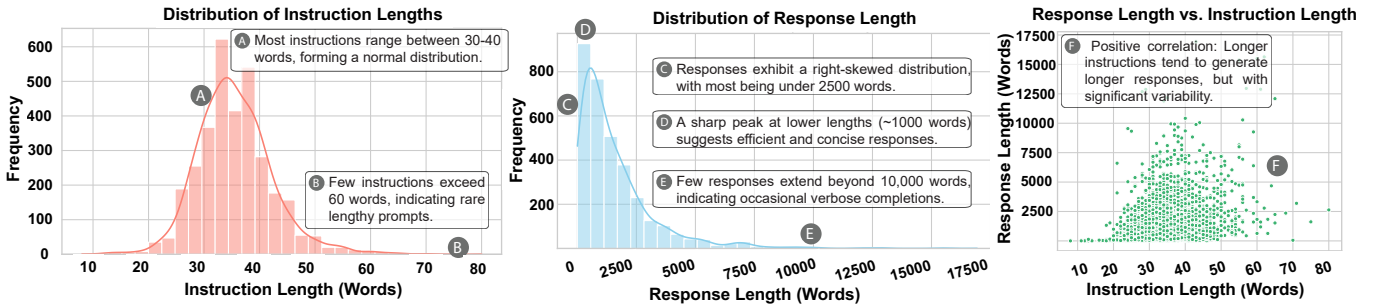 Distribution of Instruction Lengths
Frequency
600
500
400
300
200
100
0
A Most instructions range between 30-40
words, forming a normal distribution.
A
B Few instructions exceed
60 words, indicating rare
lengthy prompts.
B
10 20 30 40 50 60 70 80
Instruction Length (Words)
Distribution of Response Length
Frequency
800
600
400
200
D
C
C Responses exhibit a right-skewed distribution,
with most being under 2500 words.
D A sharp peak at lower lengths (~1000 words)
suggests efficient and concise responses.
E Few responses extend beyond 10,000 words,
indicating occasional verbose completions.
E
0 2500 5000 7500 10000 12500 15000 17500
Response Length (Words)
Response Length vs. Instruction Length
Response Length (Words)
17500
15000
12500
10000
7500
5000
2500
F Positive correlation: Longer
instructions tend to generate
longer responses, but with
significant variability.
F
10 20 30 40 50 60 70 80
Instruction Length (Words)